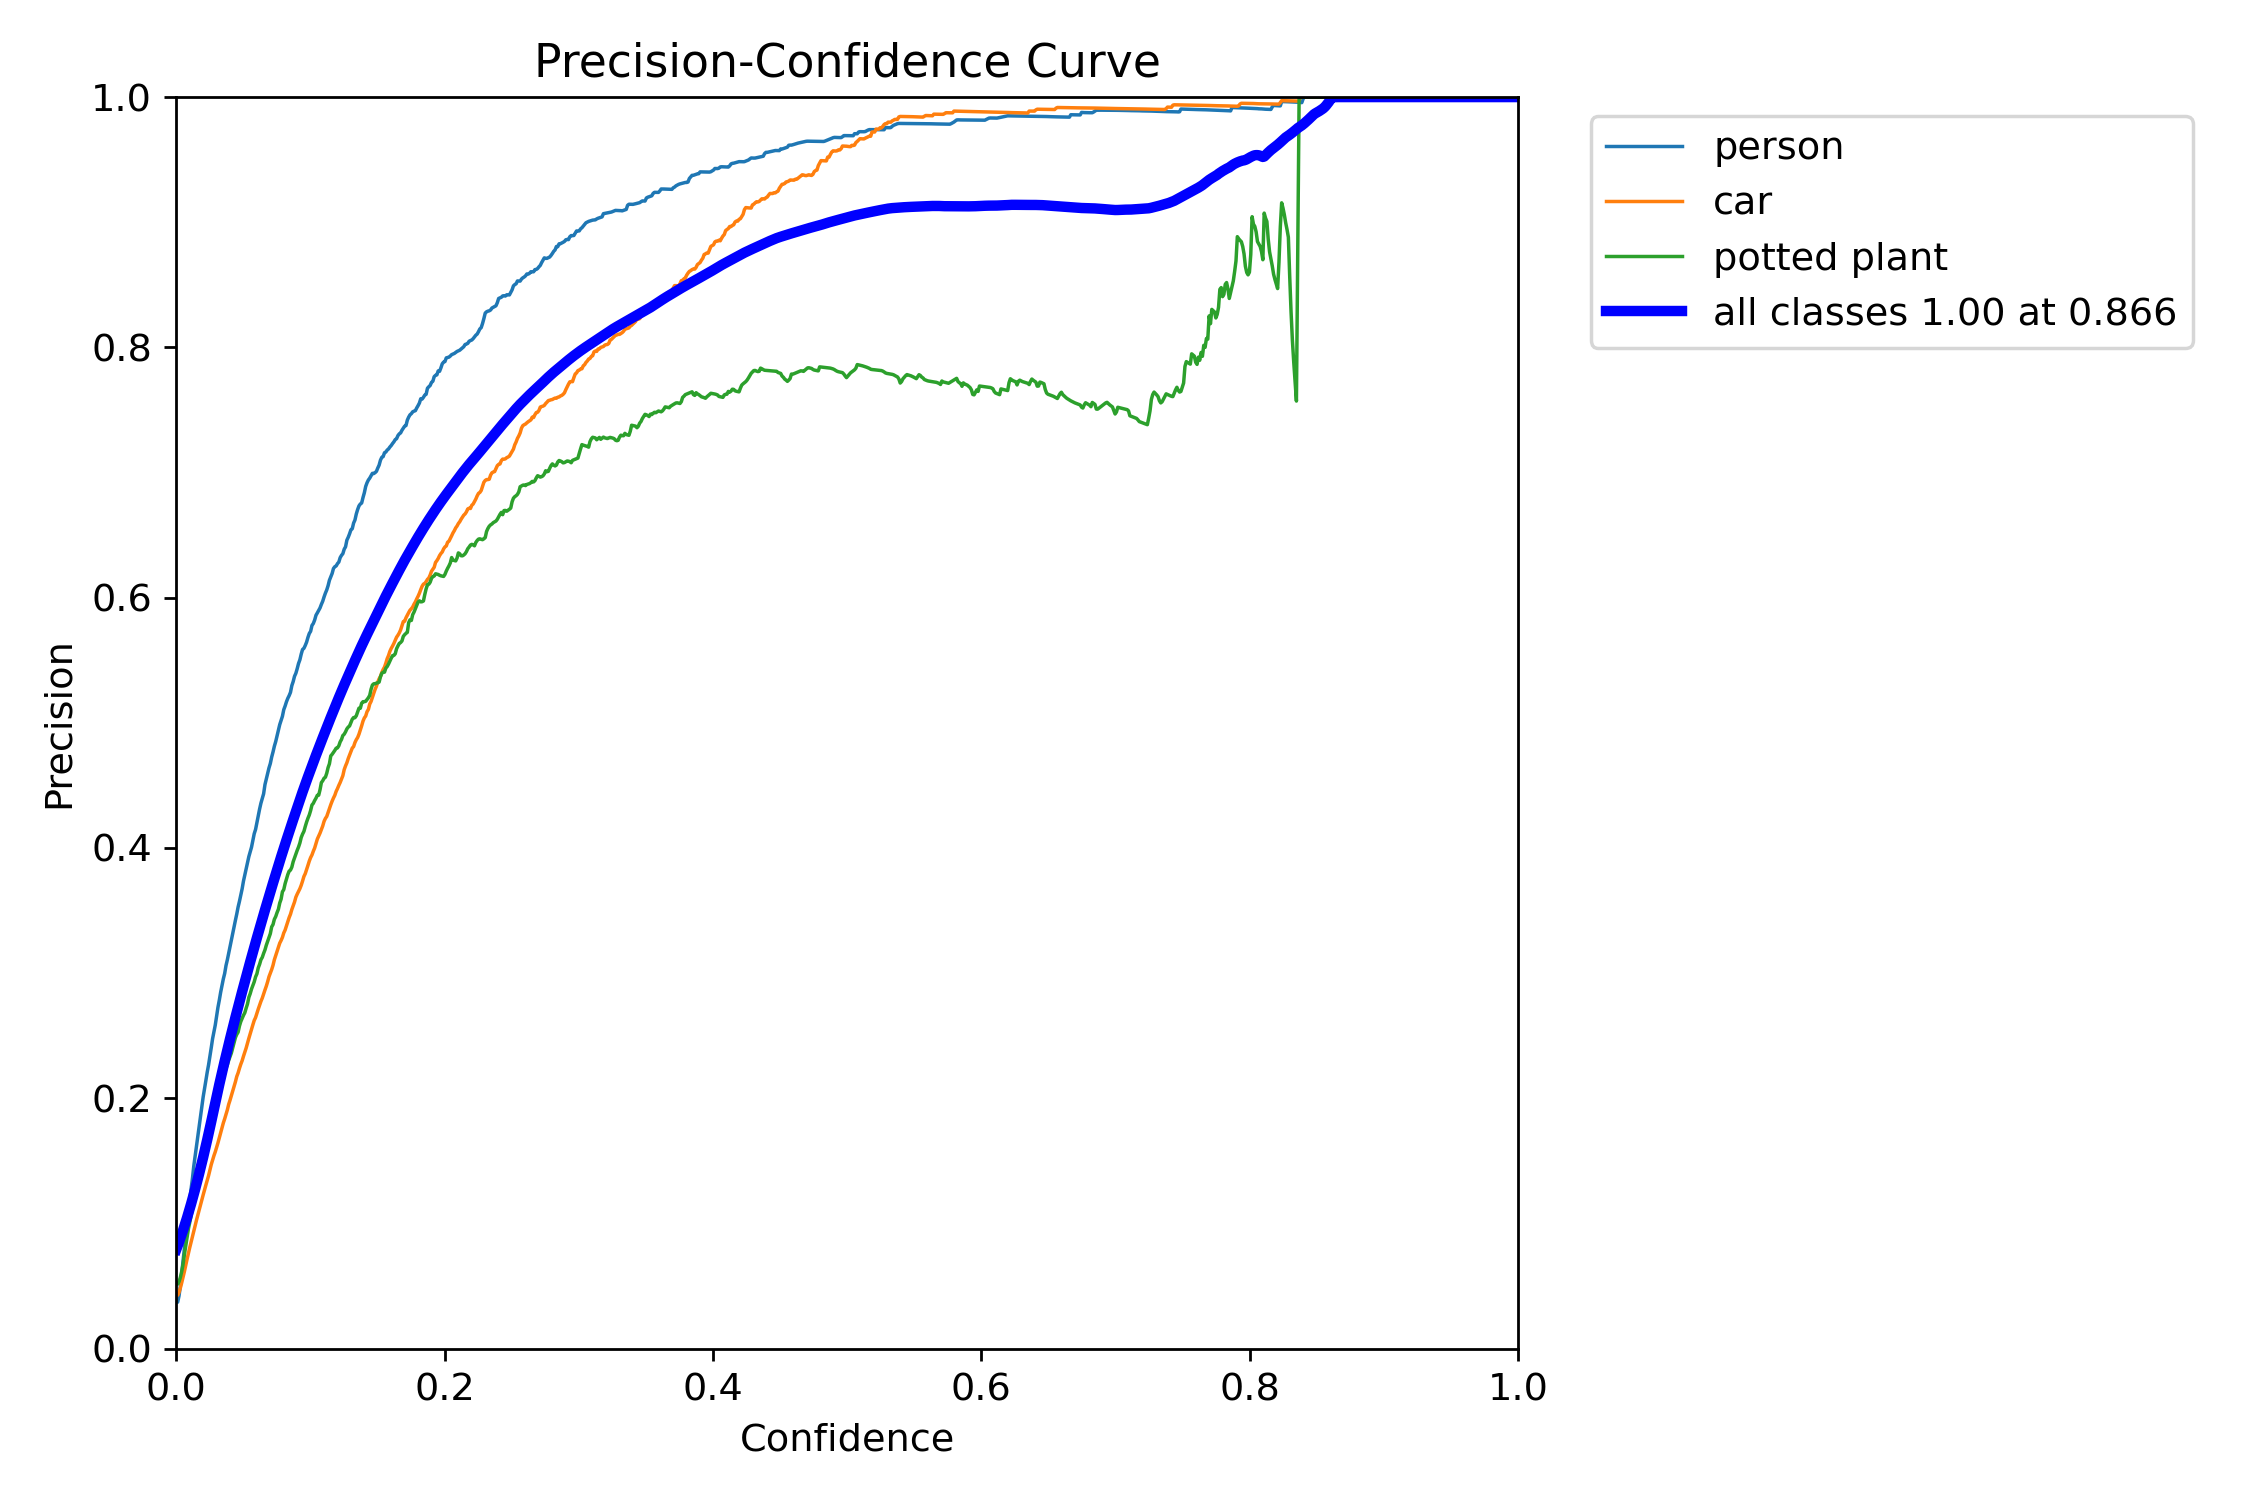 Precision-Confidence Curve
1.0
0.8
0.6
0.4
0.2
0.0
Precision
0.0 0.2 0.4 0.6 0.8 1.0
Confidence
person
car
potted plant
all classes 1.00 at 0.866